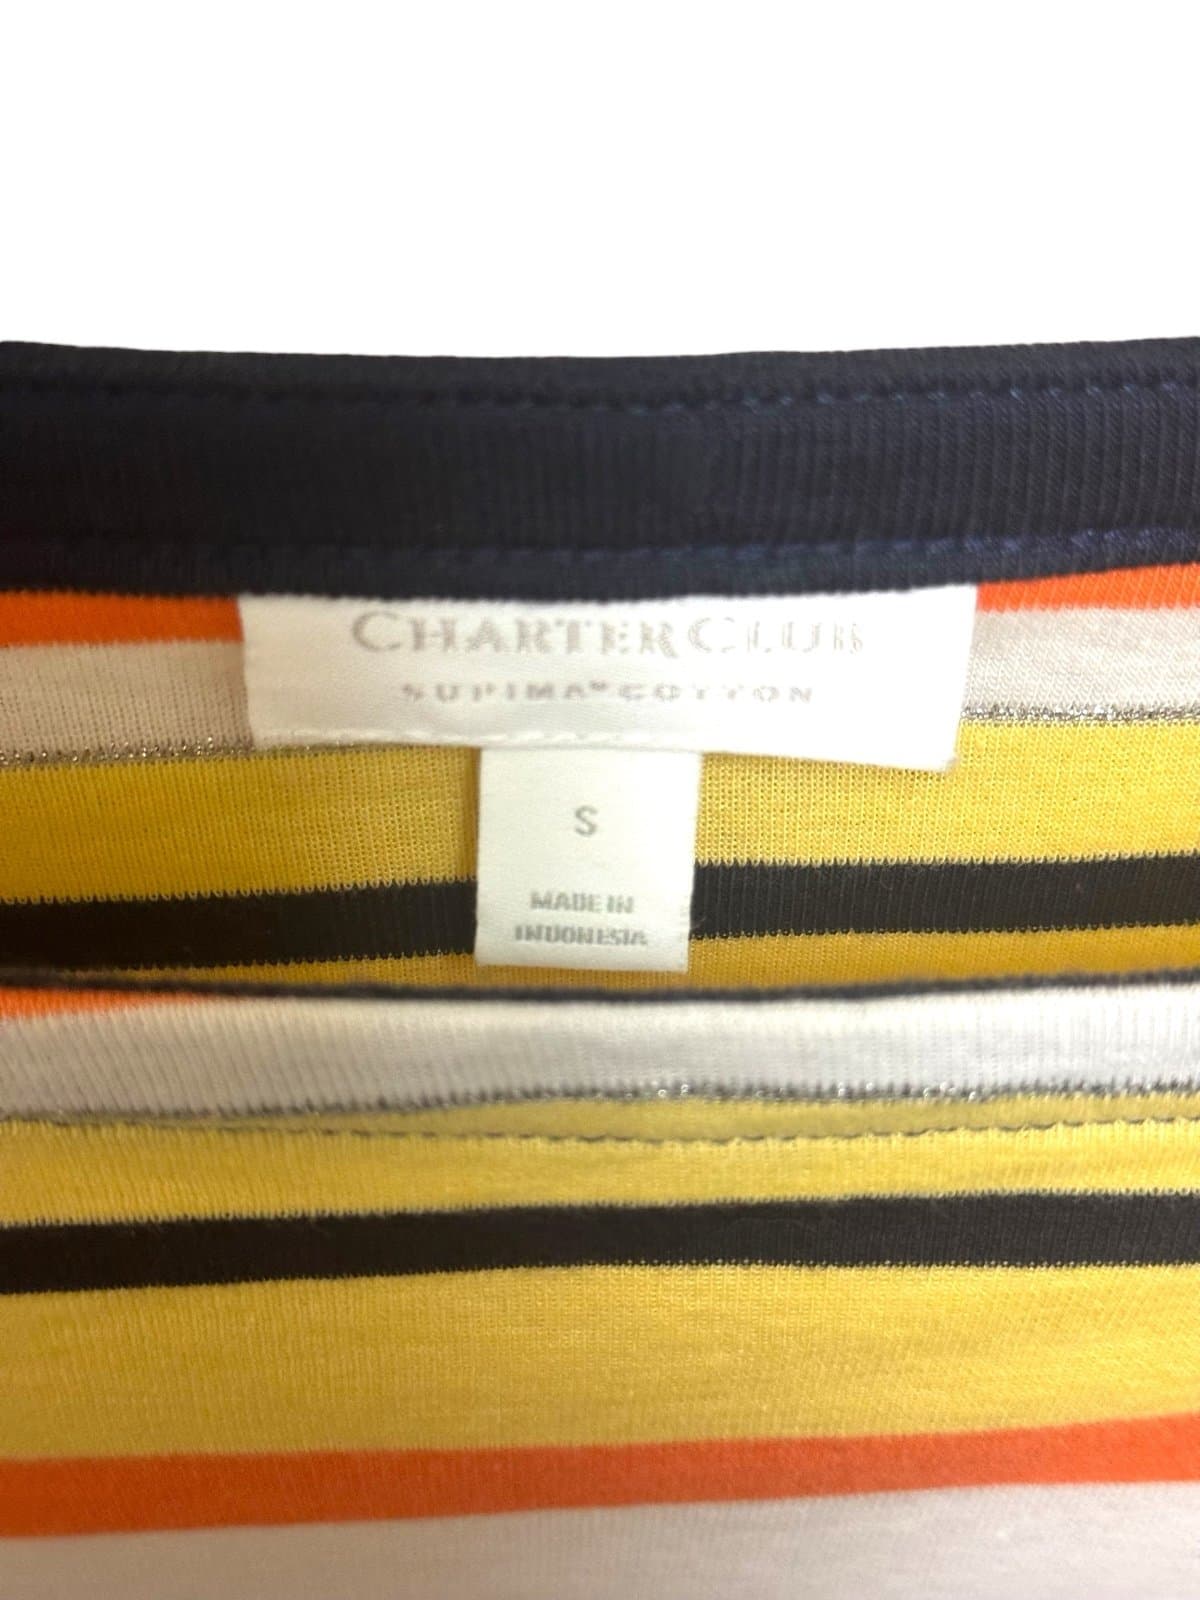 CHARTER CLUB
SUPIMA® COTTON
S
MADE IN
INDONESIA